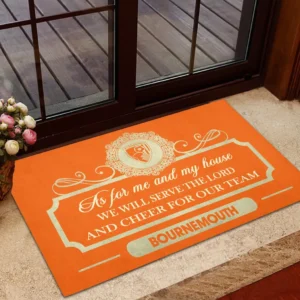 As for me and my house
WE WILL SERVE THE LORD
AND CHEER FOR OUR TEAM
BOURNEMOUTH